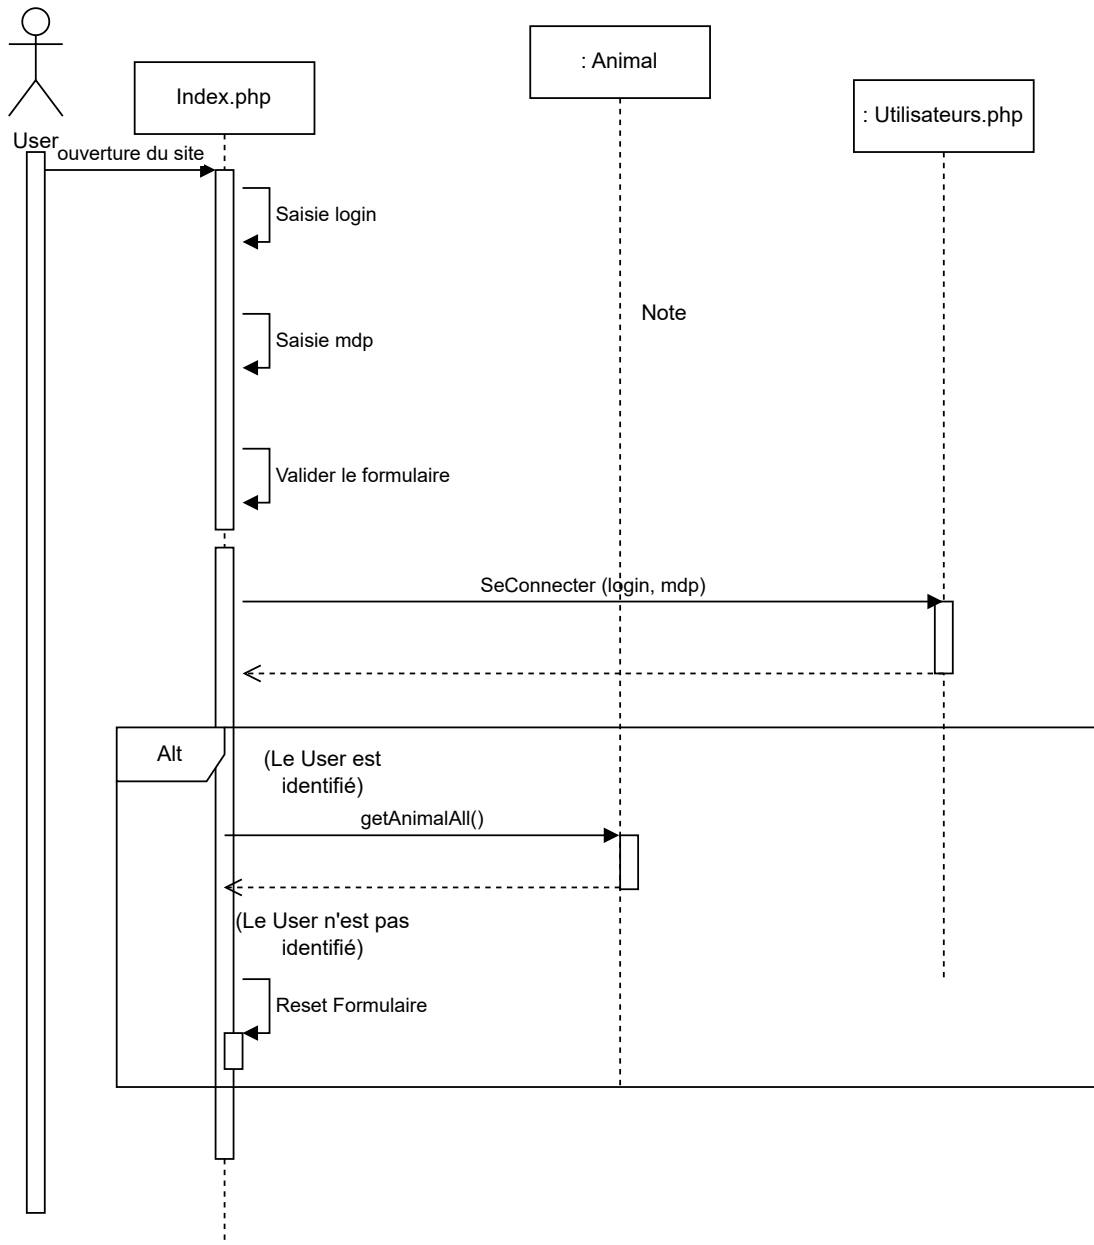 : Animal
Index.php
: Utilisateurs.php
User
ouverture du site
Saisie login
Note
Saisie mdp
Valider le formulaire
SeConnecter (login, mdp)
Alt
(Le User est
identifié)
getAnimalAll()
(Le User n'est pas
identifié)
Reset Formulaire